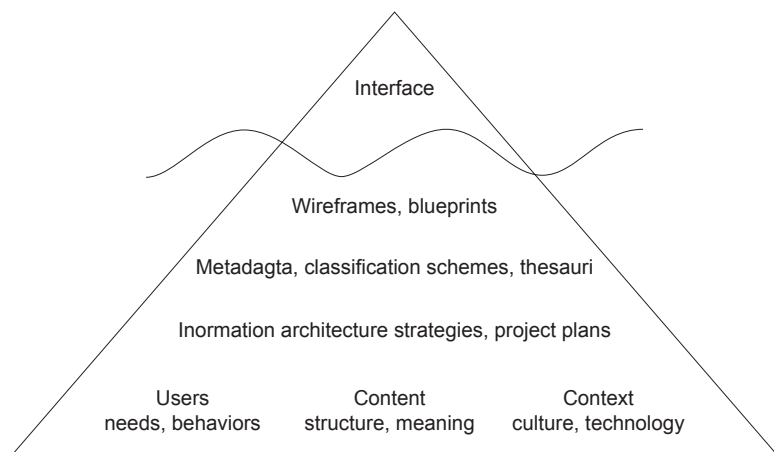 Interface
Wireframes, blueprints
Metadagta, classification schemes, thesauri
Inormation architecture strategies, project plans
Users
needs, behaviors
Content
structure, meaning
Context
culture, technology